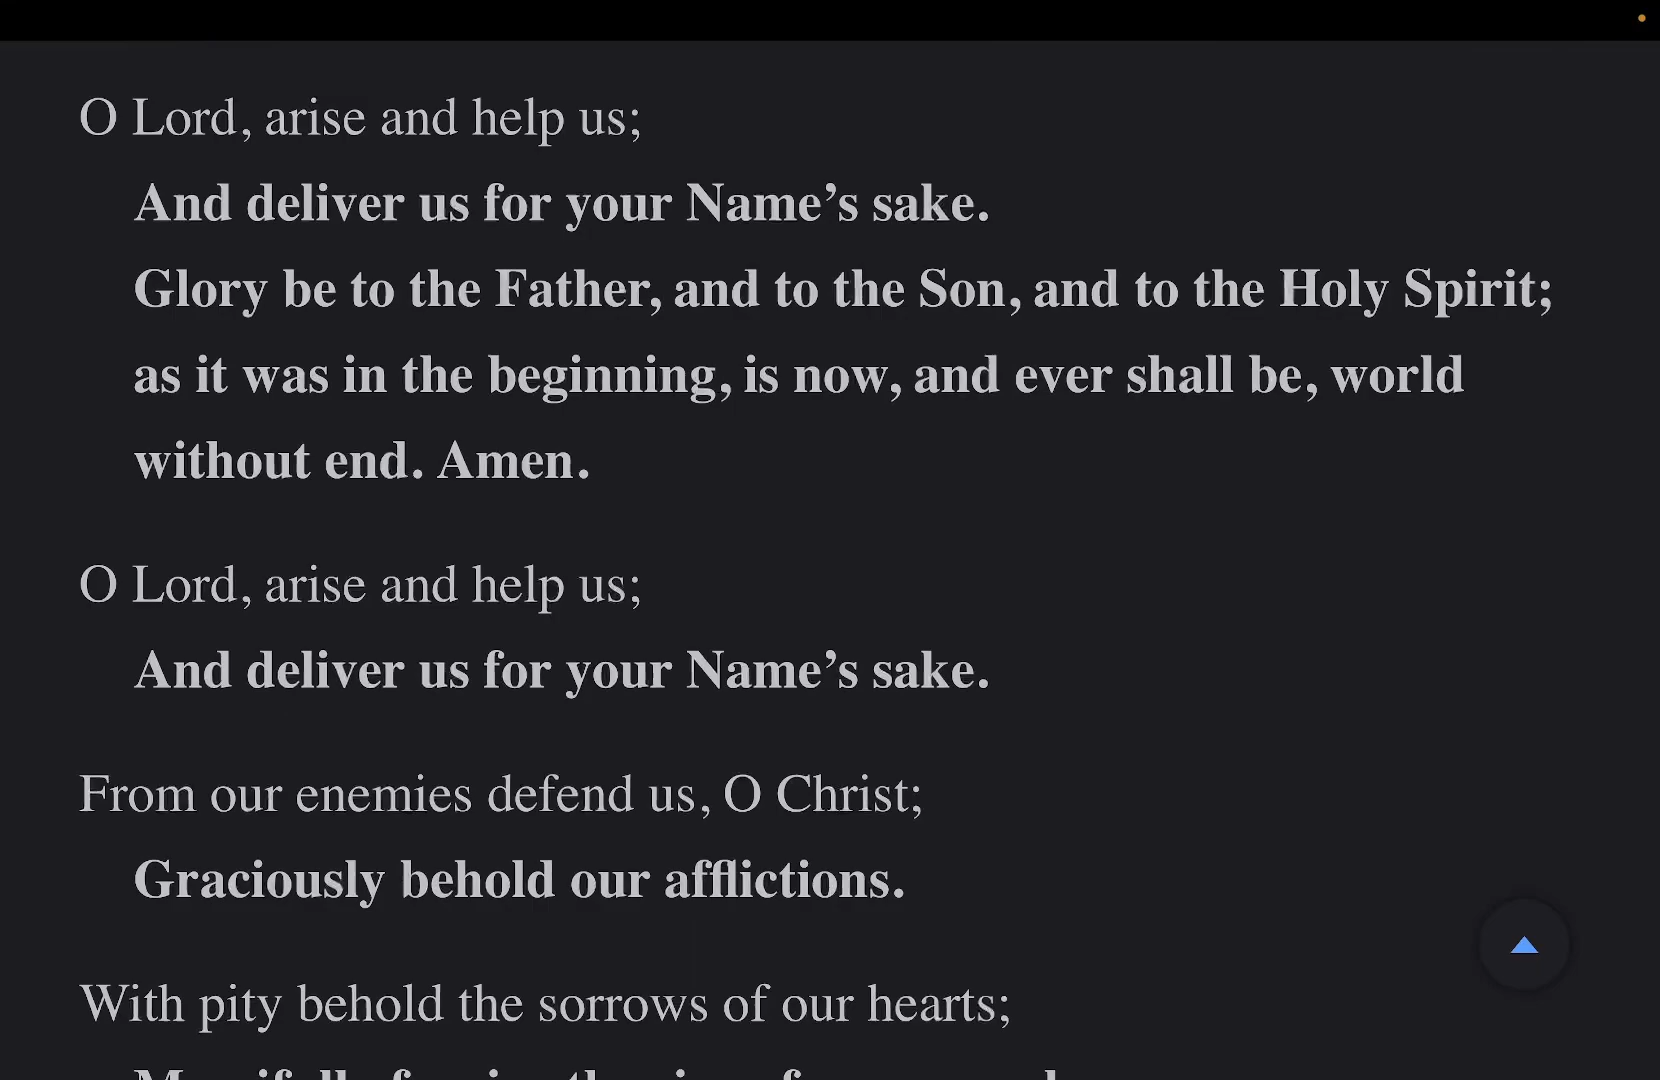 O Lord, arise and help us;
And deliver us for your Name’s sake.
Glory be to the Father, and to the Son, and to the Holy Spirit;
as it was in the beginning, is now, and ever shall be, world
without end. Amen.
O Lord, arise and help us;
And deliver us for your Name’s sake.
From our enemies defend us, O Christ;
Graciously behold our afflictions.
With pity behold the sorrows of our hearts;